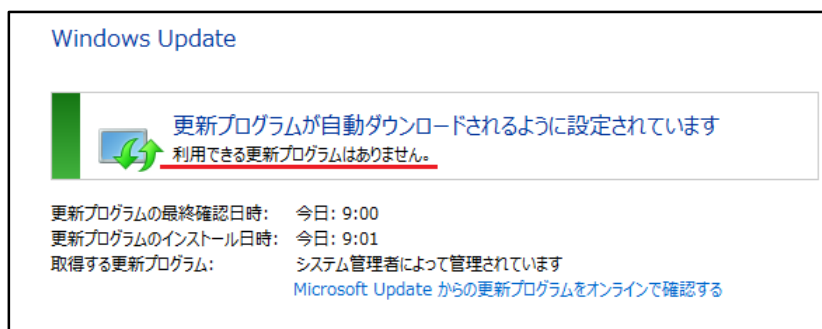 Windows Update
更新プログラムが自動ダウンロードされるように設定されています
利用できる更新プログラムはありません。
更新プログラムの最終確認日時: 今日: 9:00
更新プログラムのインストール日時: 今日: 9:01
取得する更新プログラム: システム管理者によって管理されています
Microsoft Update からの更新プログラムをオンラインで確認する